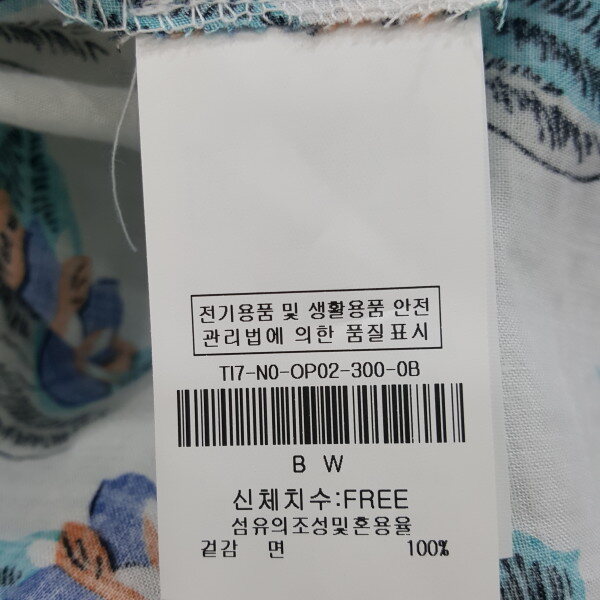 전기용품 및 생활용품 안전
관리법에 의한 품질표시
TI7-N0-OP02-300-0B
B W
신체치수:FREE
섬유의조성및혼용율
겉감 면 100%